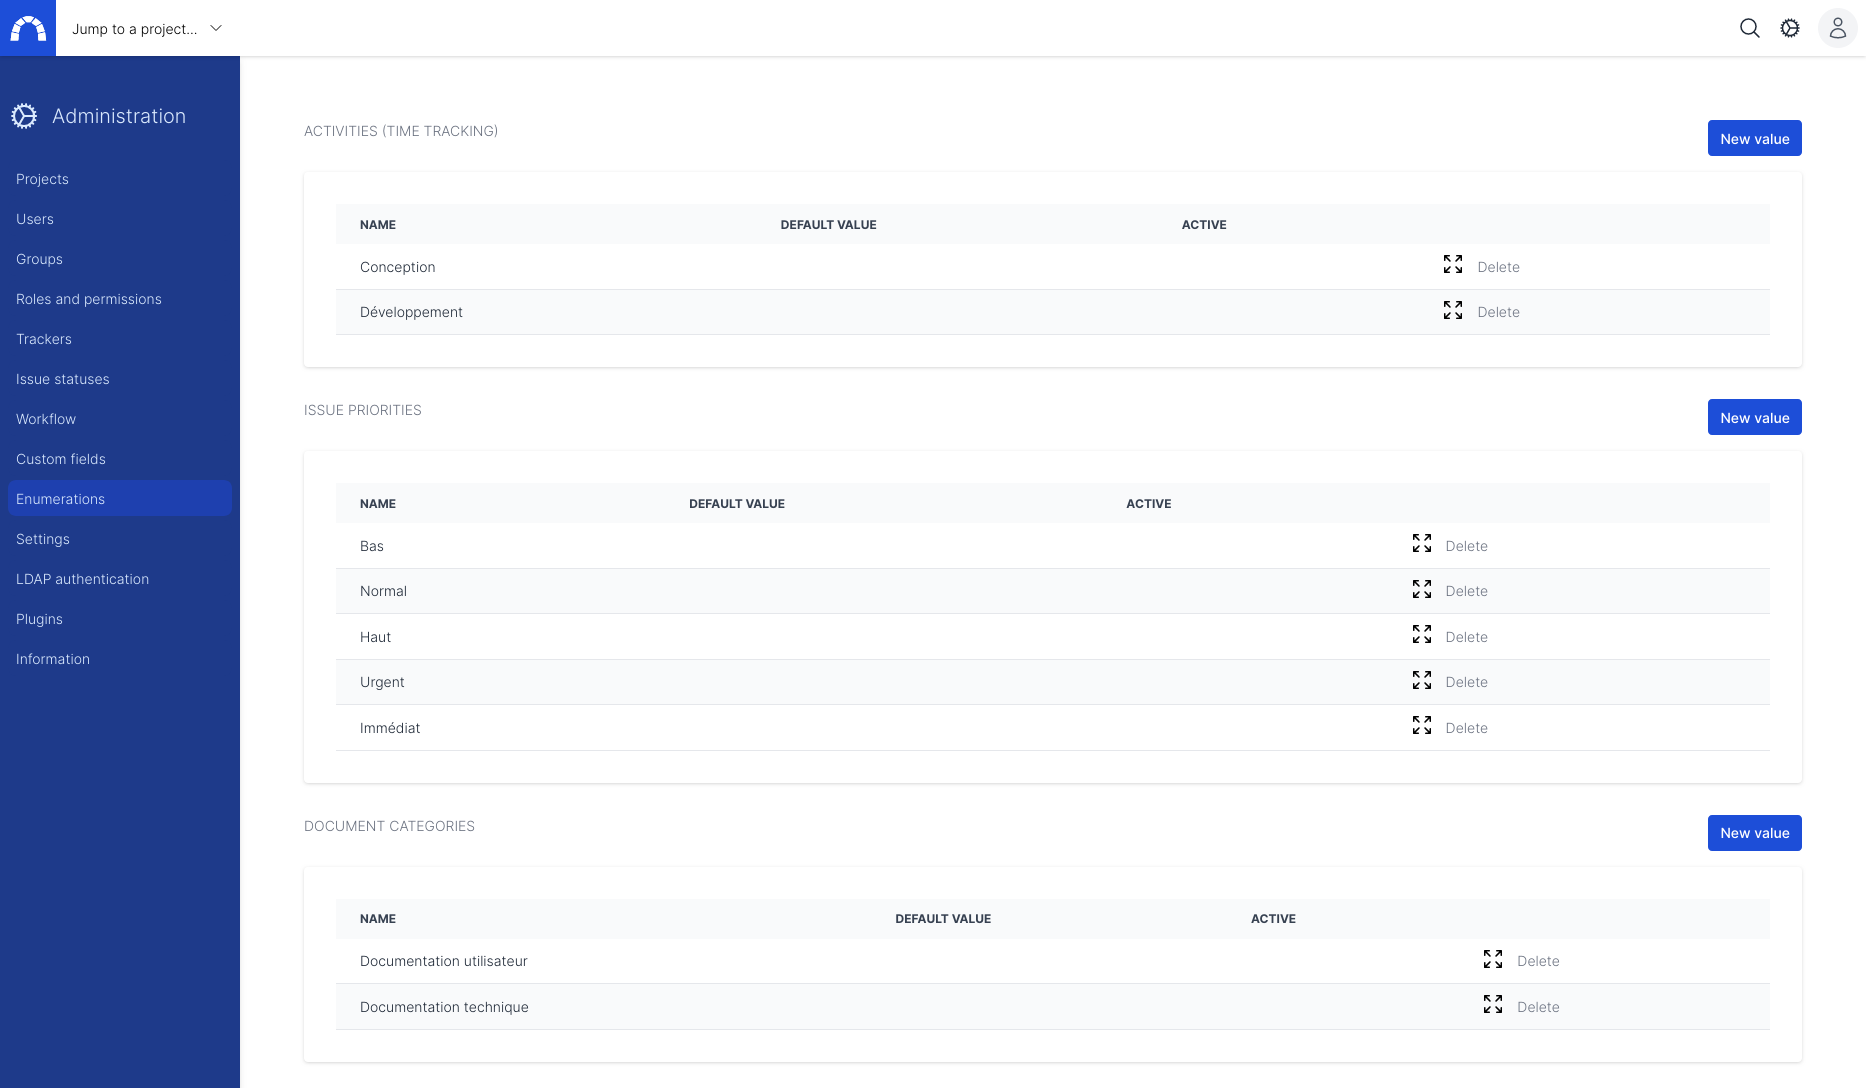 Jump to a project...
Administration
Projects
Users
Groups
Roles and permissions
Trackers
Issue statuses
Workflow
Custom fields
Enumerations
Settings
LDAP authentication
Plugins
Information
ACTIVITIES (TIME TRACKING)
New value
NAME DEFAULT VALUE ACTIVE
Conception Delete
Développement Delete
ISSUE PRIORITIES
New value
NAME DEFAULT VALUE ACTIVE
Bas Delete
Normal Delete
Haut Delete
Urgent Delete
Immédiat Delete
DOCUMENT CATEGORIES
New value
NAME DEFAULT VALUE ACTIVE
Documentation utilisateur Delete
Documentation technique Delete